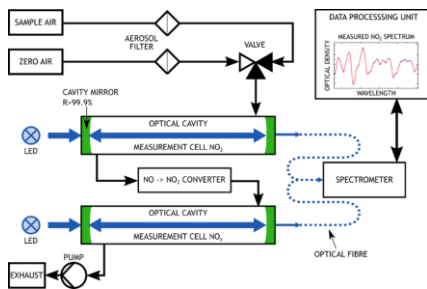 SAMPLE AIR
ZERO AIR
AEROSOL
FILTER
VALVE
DATA PROCESSSING UNIT
MEASURED NO₂ SPECTRUM
OPTICAL DENSITY
WAVELENGTH
CAVITY MIRROR
R=99.9%
LED
OPTICAL CAVITY
MEASUREMENT CELL NO₂
NO -> NO₂ CONVERTER
SPECTROMETER
LED
OPTICAL CAVITY
MEASUREMENT CELL NOₓ
OPTICAL FIBRE
PUMP
EXHAUST